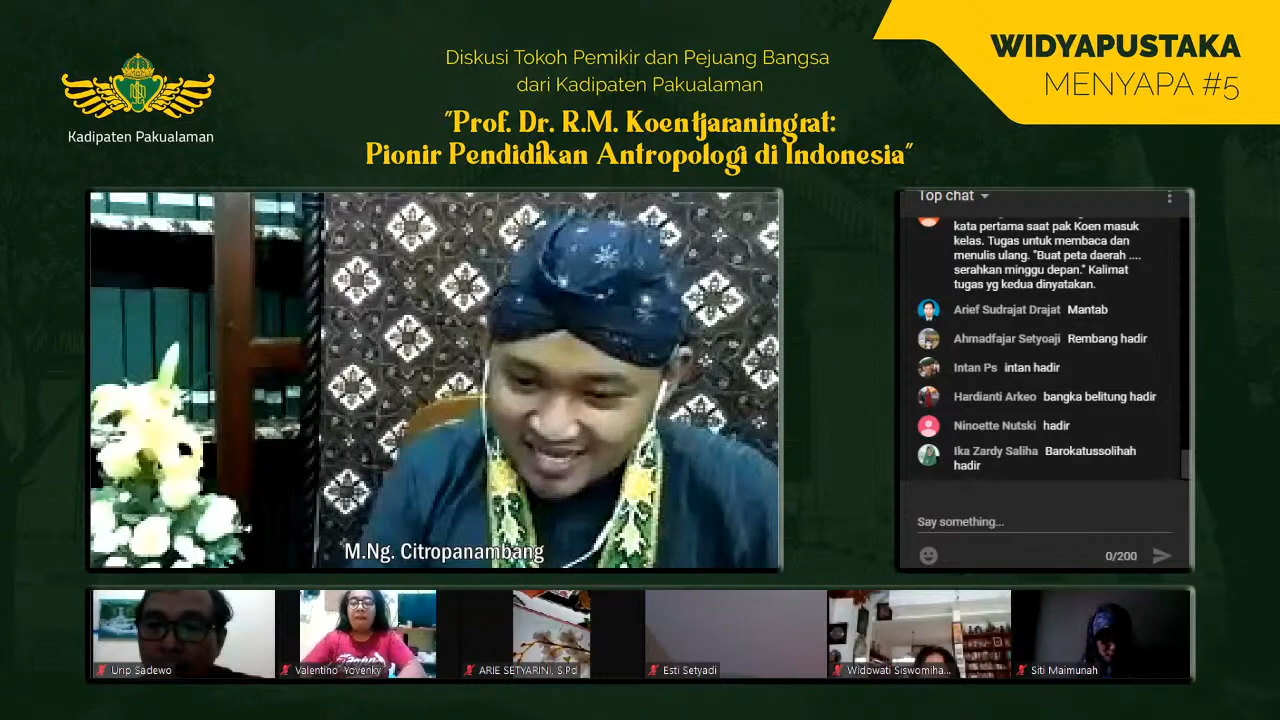 Diskusi Tokoh Pemikir dan Pejuang Bangsa
dari Kadipaten Pakualaman
"Prof. Dr. R.M. Koentjaraningrat:
Pionir Pendidikan Antropologi di Indonesia"
WIDYAPUSTAKA
MENYAPA #5
Kadipaten Pakualaman
M.Ng. Citropanambang
Top chat
kata pertama saat pak Koen masuk
kelas. Tugas untuk membaca dan
menulis ulang. "Buat peta daerah ....
serahkan minggu depan." Kalimat
tugas yg kedua dinyatakan.
Arief Sudrajat Drajat Mantab
Ahmadfajar Setyoaji Rembang hadir
Intan Ps intan hadir
Hardianti Arkeo bangka belitung hadir
Ninoette Nutski hadir
Ika Zardy Saliha Barokatussolihah
hadir
Say something...
0/200
Urip Sadewo
Valentino "Yovenky"
ARIE SETYARINI, S.Pd
Esti Setyadi
Widowati Siswomiha...
Siti Maimunah